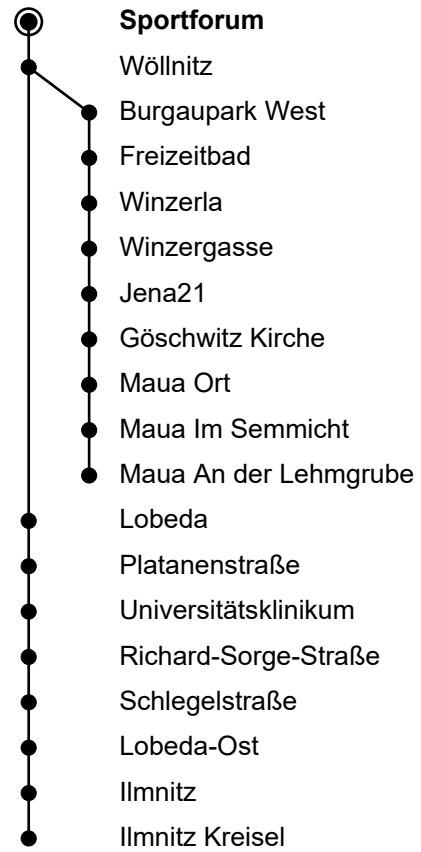 Sportforum
Wöllnitz
Burgaupark West
Freizeitbad
Winzerla
Winzergasse
Jena21
Göschwitz Kirche
Maua Ort
Maua Im Semmicht
Maua An der Lehmgrube
Lobeda
Platanenstraße
Universitätsklinikum
Richard-Sorge-Straße
Schlegelstraße
Lobeda-Ost
Ilmnitz
Ilmnitz Kreisel